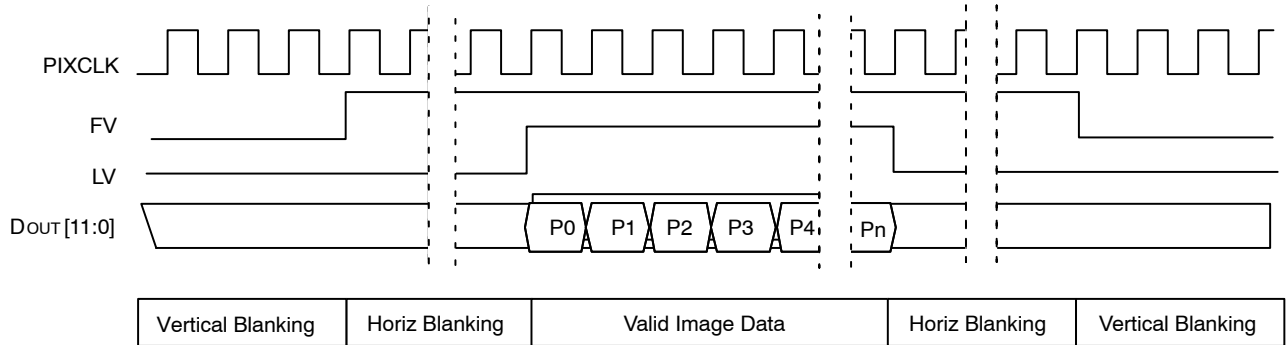 PIXCLK
FV
LV
DOUT[11:0]
P0 P1 P2 P3 P4 Pn
Vertical Blanking Horiz Blanking Valid Image Data Horiz Blanking Vertical Blanking